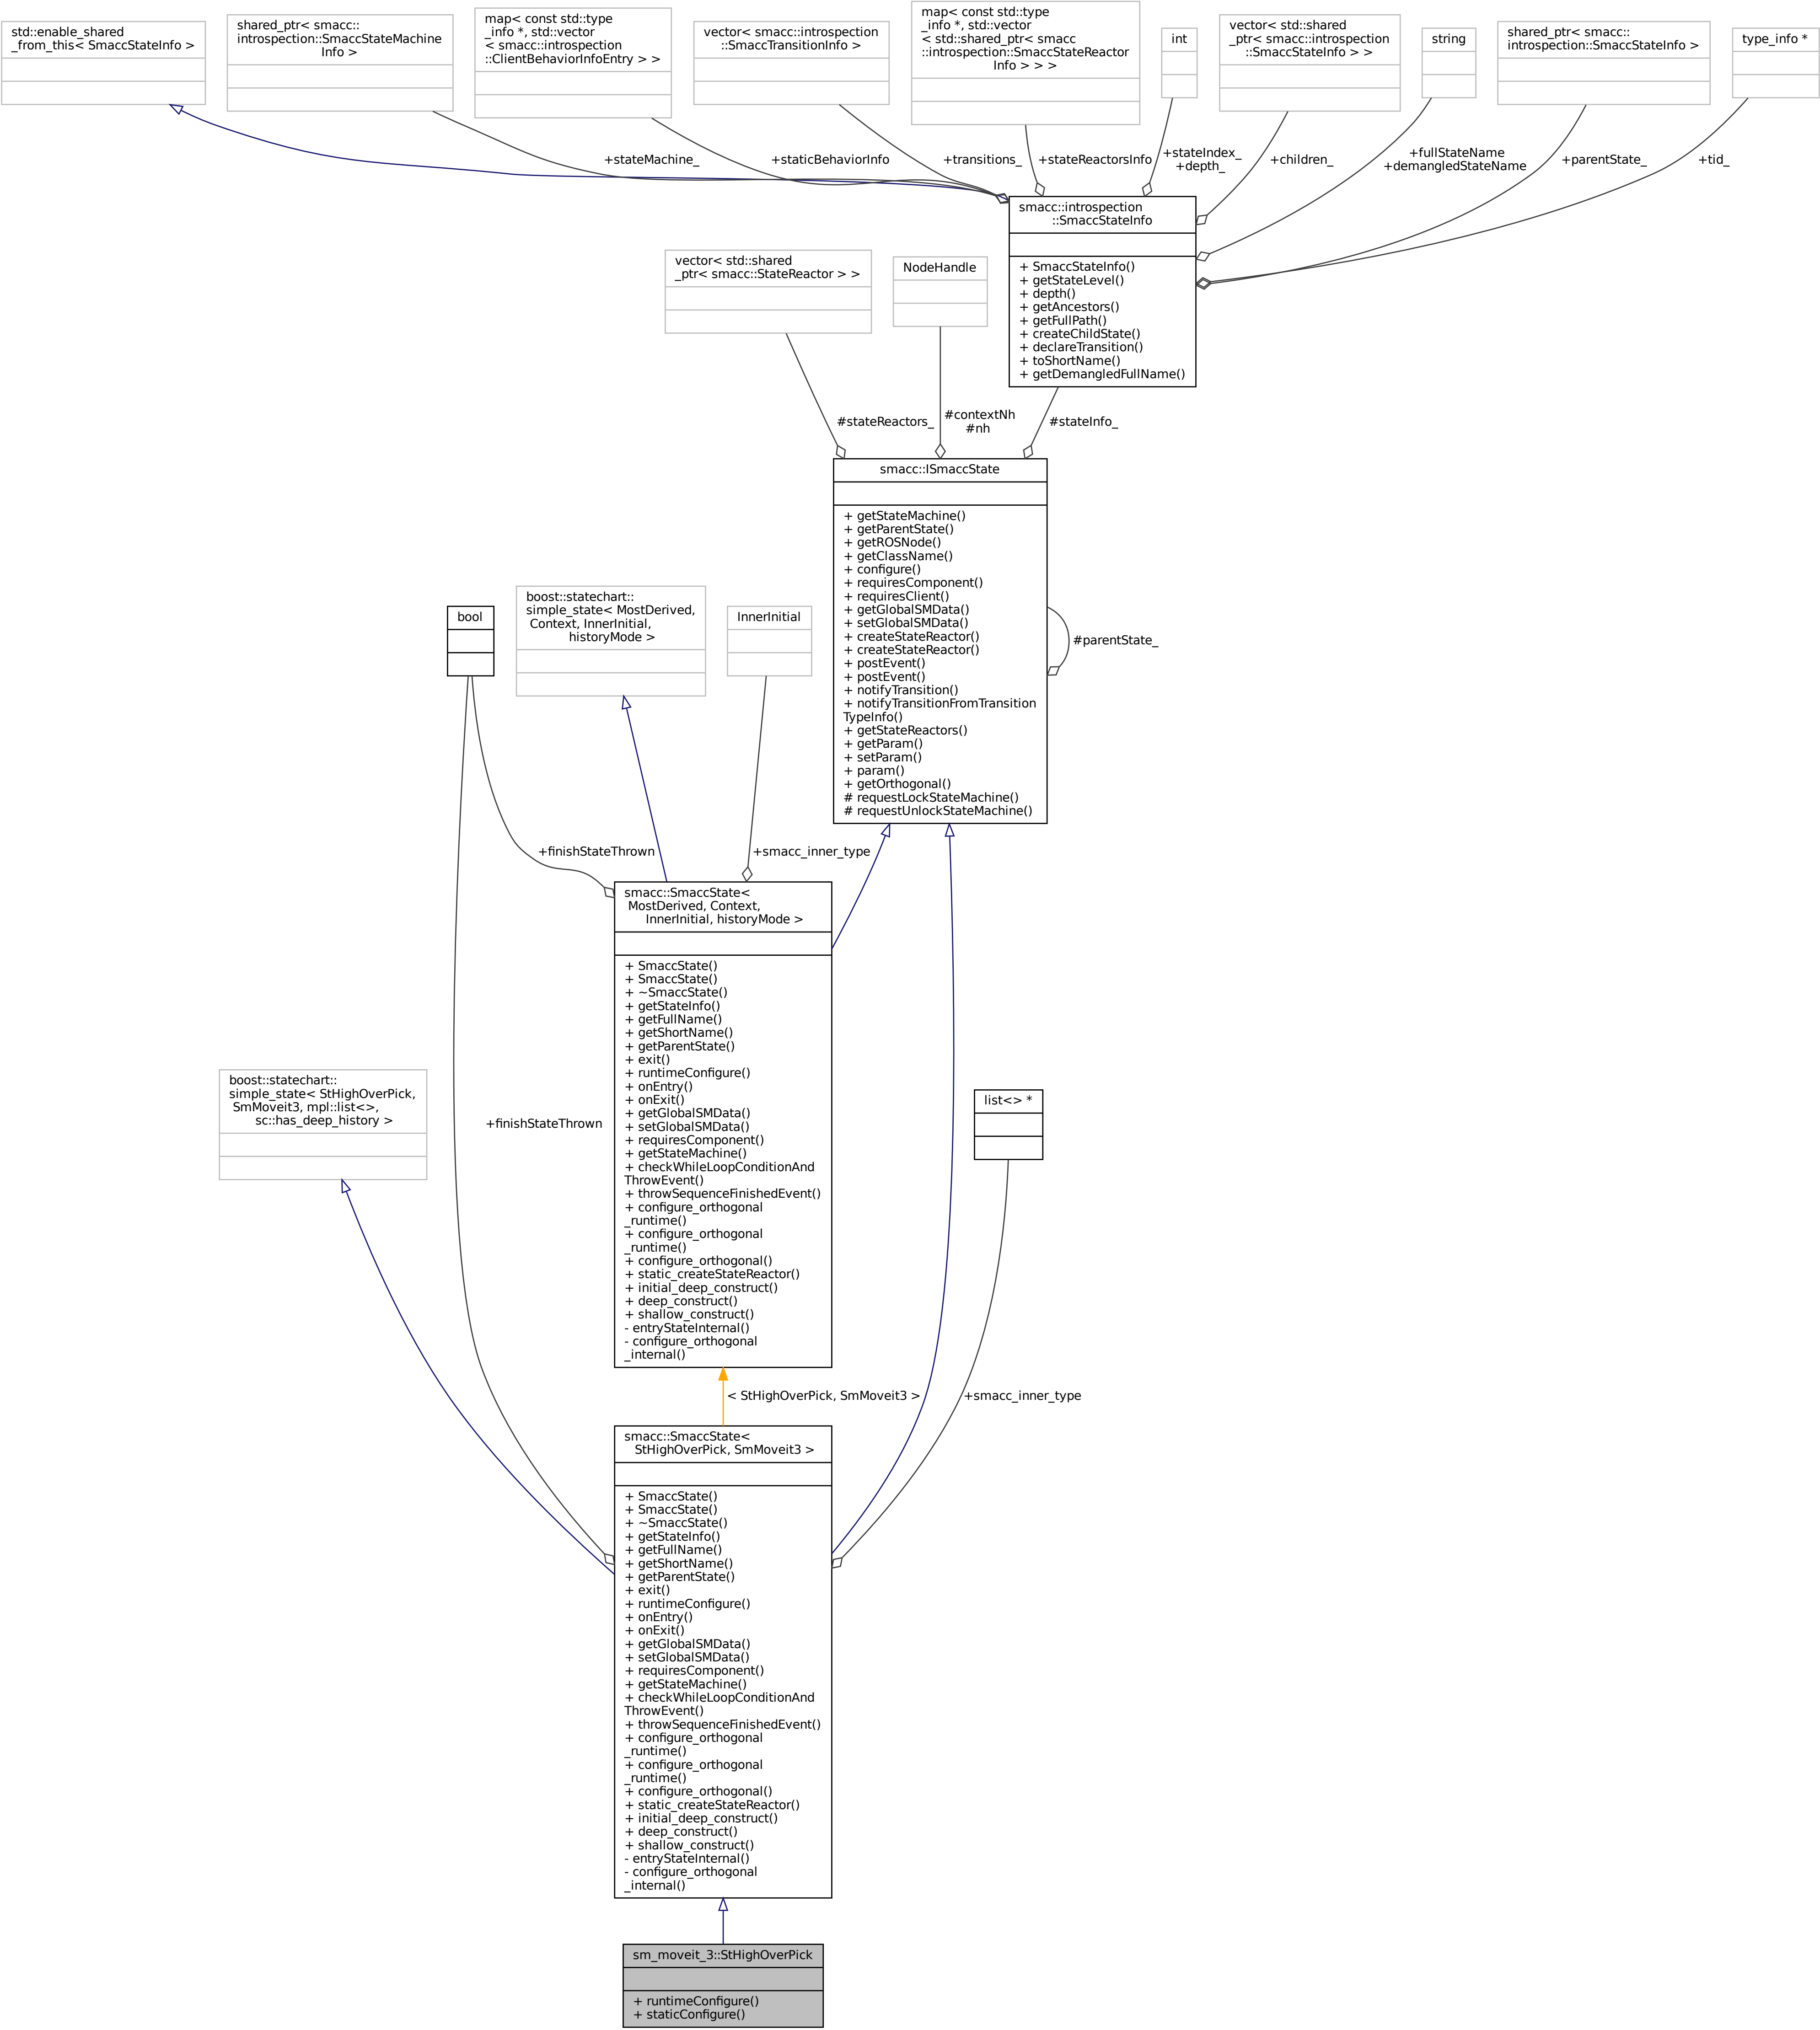 std::enable_shared
_from_this< SmaccStateInfo >
shared_ptr< smacc::
introspection::SmaccStateMachine
Info >
map< const std::type
_info *, std::vector
< smacc::introspection
::ClientBehaviorInfoEntry > >
vector< smacc::introspection
::SmaccTransitionInfo >
map< const std::type
_info *, std::vector
< std::shared_ptr< smacc
::introspection::SmaccStateReactor
Info > > >
int
vector< std::shared
_ptr< smacc::introspection
::SmaccStateInfo > >
string
shared_ptr< smacc::
introspection::SmaccStateInfo >
type_info *
+stateMachine_
+staticBehaviorInfo
+transitions_
+stateReactorsInfo
+stateIndex_
+depth_
+children_
+fullStateName
+demangledStateName
+parentState_
+tid_
smacc::introspection
::SmaccStateInfo
+ SmaccStateInfo()
+ getStateLevel()
+ depth()
+ getAncestors()
+ getFullPath()
+ createChildState()
+ declareTransition()
+ toShortName()
+ getDemangledFullName()
vector< std::shared
_ptr< smacc::StateReactor > >
NodeHandle
#stateReactors_
#contextNh
#nh
#stateInfo_
smacc::ISmaccState
+ getStateMachine()
+ getParentState()
+ getROSNode()
+ getClassName()
+ configure()
+ requiresComponent()
+ requiresClient()
+ getGlobalSMData()
+ setGlobalSMData()
+ createStateReactor()
+ createStateReactor()
+ postEvent()
+ postEvent()
+ notifyTransition()
+ notifyTransitionFromTransition
TypeInfo()
+ getStateReactors()
+ getParam()
+ setParam()
+ param()
+ getOrthogonal()
# requestLockStateMachine()
# requestUnlockStateMachine()
#parentState_
bool
boost::statechart::
simple_state< MostDerived,
Context, InnerInitial,
historyMode >
InnerInitial
+finishStateThrown
+smacc_inner_type
smacc::SmaccState<
MostDerived, Context,
InnerInitial, historyMode >
+ SmaccState()
+ SmaccState()
+ ~SmaccState()
+ getStateInfo()
+ getFullName()
+ getShortName()
+ getParentState()
+ exit()
+ runtimeConfigure()
+ onEntry()
+ onExit()
+ getGlobalSMData()
+ setGlobalSMData()
+ requiresComponent()
+ getStateMachine()
+ checkWhileLoopConditionAnd
ThrowEvent()
+ throwSequenceFinishedEvent()
+ configure_orthogonal
_runtime()
+ configure_orthogonal
_runtime()
+ configure_orthogonal()
+ static_createStateReactor()
+ initial_deep_construct()
+ deep_construct()
+ shallow_construct()
- entryStateInternal()
- configure_orthogonal
_internal()
boost::statechart::
simple_state< StHighOverPick,
SmMoveit3, mpl::list<>,
sc::has_deep_history >
+finishStateThrown
list<> *
< StHighOverPick, SmMoveit3 >
+smacc_inner_type
smacc::SmaccState<
StHighOverPick, SmMoveit3 >
+ SmaccState()
+ SmaccState()
+ ~SmaccState()
+ getStateInfo()
+ getFullName()
+ getShortName()
+ getParentState()
+ exit()
+ runtimeConfigure()
+ onEntry()
+ onExit()
+ getGlobalSMData()
+ setGlobalSMData()
+ requiresComponent()
+ getStateMachine()
+ checkWhileLoopConditionAnd
ThrowEvent()
+ throwSequenceFinishedEvent()
+ configure_orthogonal
_runtime()
+ configure_orthogonal
_runtime()
+ configure_orthogonal()
+ static_createStateReactor()
+ initial_deep_construct()
+ deep_construct()
+ shallow_construct()
- entryStateInternal()
- configure_orthogonal
_internal()
sm_moveit_3::StHighOverPick
+ runtimeConfigure()
+ staticConfigure()